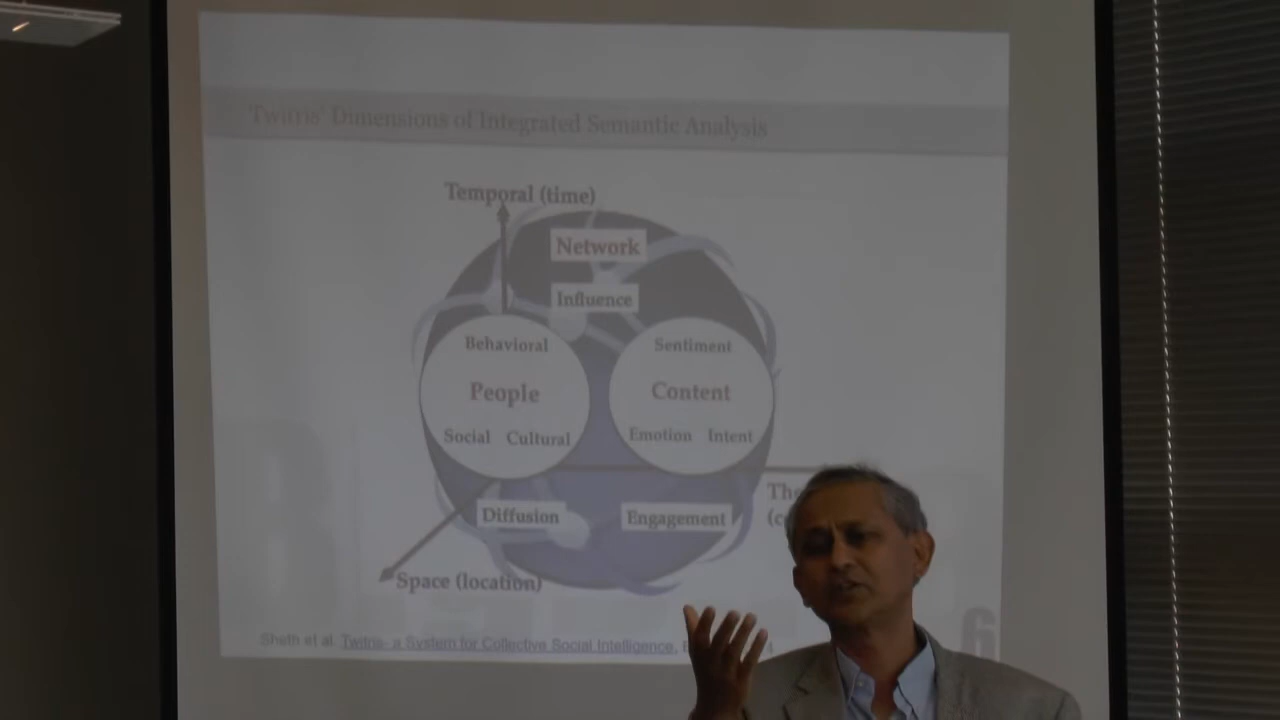 Twitris' Dimensions of Integrated Semantic Analysis
Temporal (time)
Network
Influence
Behavioral
People
Social Cultural
Sentiment
Content
Emotion Intent
Diffusion
Engagement
Space (location)
Sheth et al. Twitris- a System for Collective Social Intelligence,
6